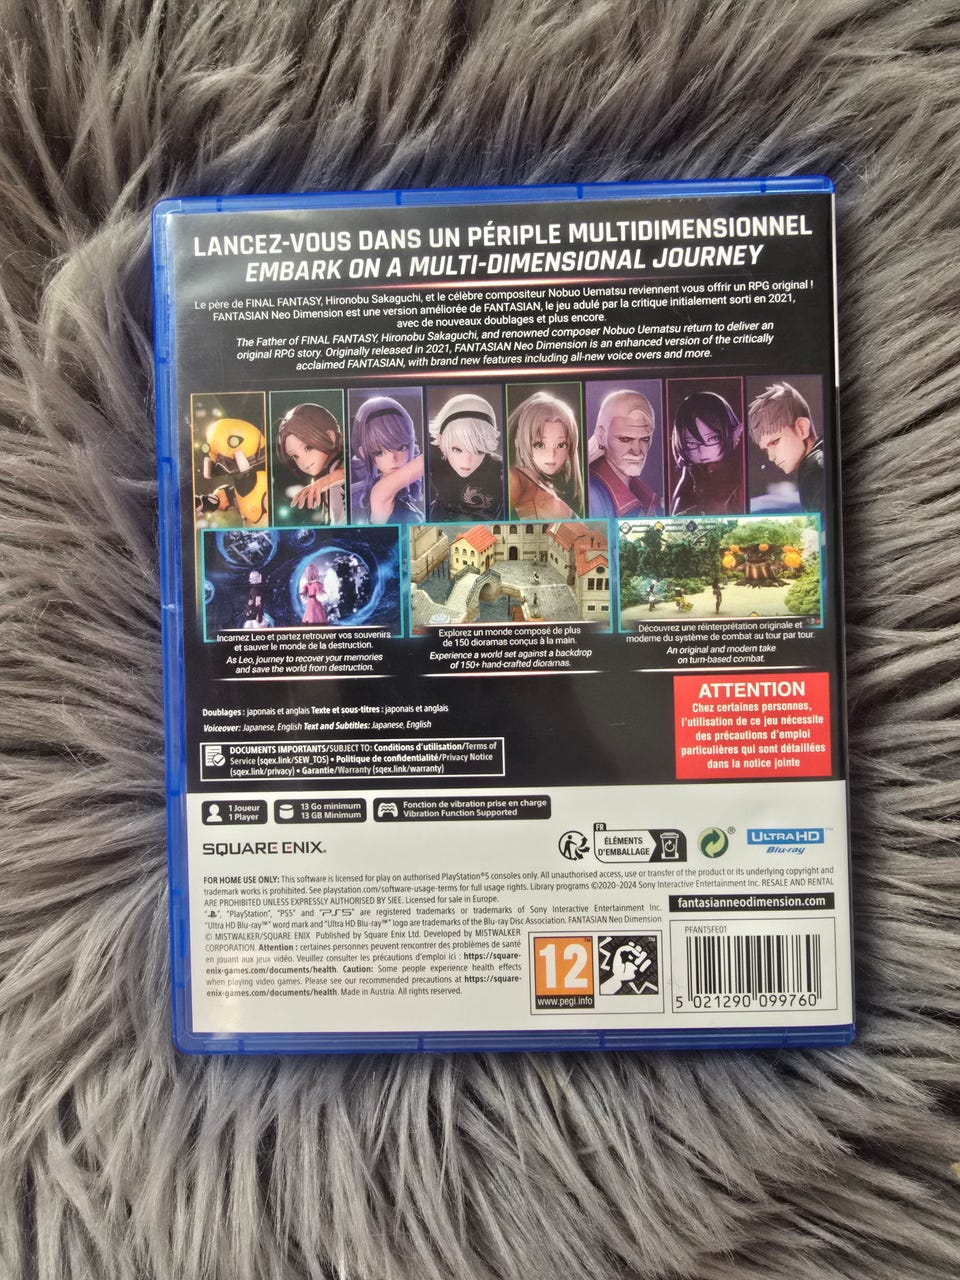 LANCEZ-VOUS DANS UN PÉRIPLE MULTIDIMENSIONNEL
EMBARK ON A MULTI-DIMENSIONAL JOURNEY
Le père de FINAL FANTASY, Hironobu Sakaguchi, et le célèbre compositeur Nobuo Uematsu reviennent vous offrir un RPG original !
FANTASIAN Neo Dimension est une version améliorée de FANTASIAN, le jeu adulé par la critique initialement sorti en 2021,
avec de nouveaux doublages et plus encore.
The Father of FINAL FANTASY, Hironobu Sakaguchi, and renowned composer Nobuo Uematsu return to deliver an
original RPG story. Originally released in 2021, FANTASIAN Neo Dimension is an enhanced version of the critically
acclaimed FANTASIAN, with brand new features including all-new voice overs and more.
Incarnez Leo et partez retrouver vos souvenirs
et sauver le monde de la destruction.
As Leo, journey to recover your memories
and save the world from destruction.
Explorez un monde composé de plus
de 150 dioramas conçus à la main.
Experience a world set against a backdrop
of 150+ hand-crafted dioramas.
Découvrez une réinterprétation originale et
moderne du système de combat au tour par tour.
An original and modern take
on turn-based combat.
Doublages : japonais et anglais Texte et sous-titres : japonais et anglais
Voiceover: Japanese, English Text and Subtitles: Japanese, English
ATTENTION
Chez certaines personnes,
l'utilisation de ce jeu nécessite
des précautions d'emploi
particulières qui sont détaillées
dans la notice jointe
DOCUMENTS IMPORTANTS/SUBJECT TO: Conditions d'utilisation/Terms of
Service (sqex.link/SEW_TOS) • Politique de confidentialité/Privacy Notice
(sqex.link/privacy) • Garantie/Warranty (sqex.link/warranty)
1 Joueur
1 Player
13 Go minimum
13 GB Minimum
Fonction de vibration prise en charge
Vibration Function Supported
SQUARE ENIX®
FR
ÉLÉMENTS
D'EMBALLAGE
®
ULTRA HD™
Blu-ray
FOR HOME USE ONLY: This software is licensed for play on authorised PlayStation®5 consoles only. All unauthorised access, use or transfer of the product or its underlying copyright and
trademark works is prohibited. See playstation.com/software-usage-terms for full usage rights. Library programs ©2020–2024 Sony Interactive Entertainment Inc. RESALE AND RENTAL
ARE PROHIBITED UNLESS EXPRESSLY AUTHORISED BY SIEE. Licensed for sale in Europe.
" ", "PlayStation", "PS5" and "PS5" are registered trademarks or trademarks of Sony Interactive Entertainment Inc.
"Ultra HD Blu-ray™" word mark and "Ultra HD Blu-ray™" logo are trademarks of the Blu-ray Disc Association. FANTASIAN Neo Dimension
© MISTWALKER/SQUARE ENIX Published by Square Enix Ltd. Developed by MISTWALKER
CORPORATION. Attention : certaines personnes peuvent rencontrer des problèmes de santé
en jouant aux jeux vidéo. Veuillez consulter les précautions d'emploi ici : https://square-
enix-games.com/documents/health. Caution: Some people experience health effects
when playing video games. Please see our recommended precautions at https://square-
enix-games.com/documents/health. Made in Austria. All rights reserved.
fantasianneodimension.com
12
www.pegi.info
™
PFANT5FE01
5 021290 099760